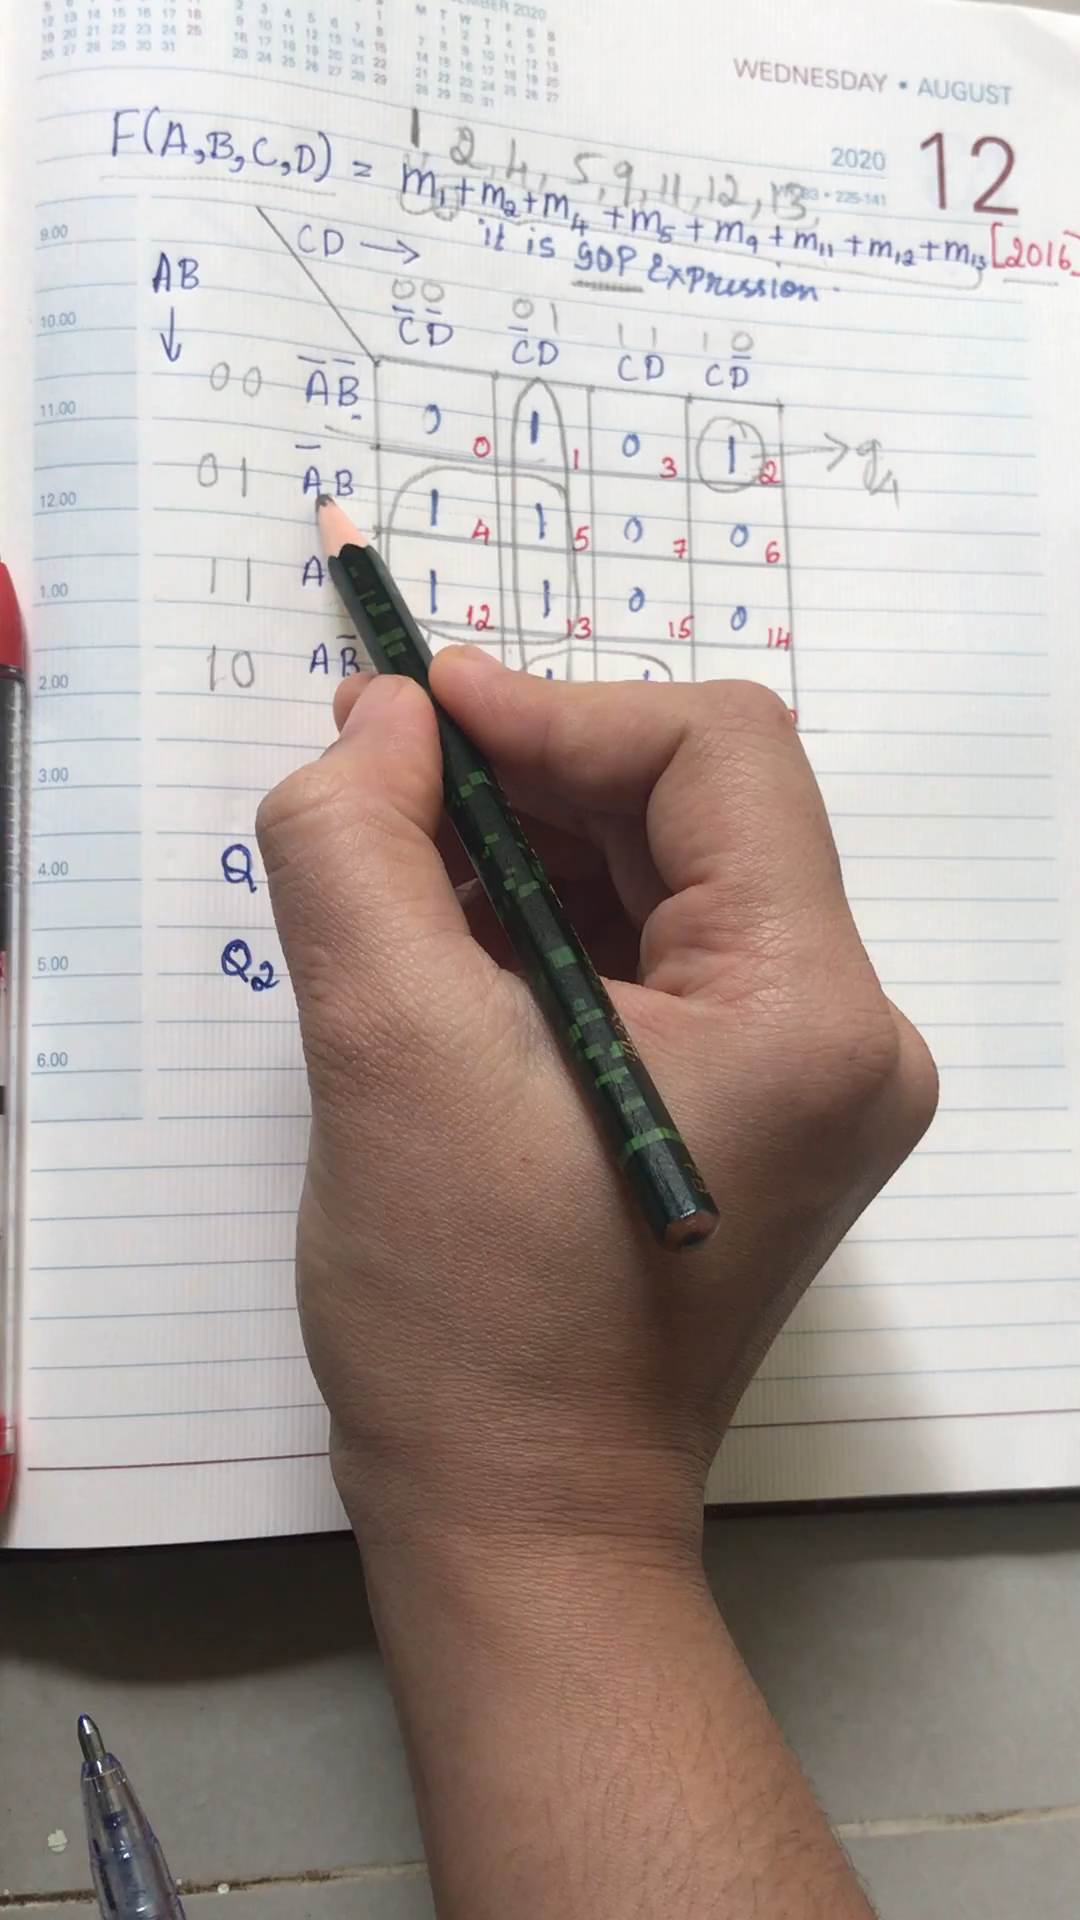 WEDNESDAY • AUGUST
12
2020
225-141
1, 2, 4, 5, 9, 11, 12, 13,
F(A,B,C,D) = m₁+m₂+m₄+m₅+m₉+m₁₁+m₁₂+m₁₃ [2016]
it is SOP Expression.
CD →
AB ↓
00 01 11 10
C̅D̅ C̅D CD CD̅
00 A̅B̅ 0 0 1 1 0 3 1 2 → q4
01 A̅B 1 4 1 5 0 7 0 6
11 A 1 12 1 13 0 15 0 14
10 AB̅
Q
Q2
9.00
10.00
11.00
12.00
1.00
2.00
3.00
4.00
5.00
6.00